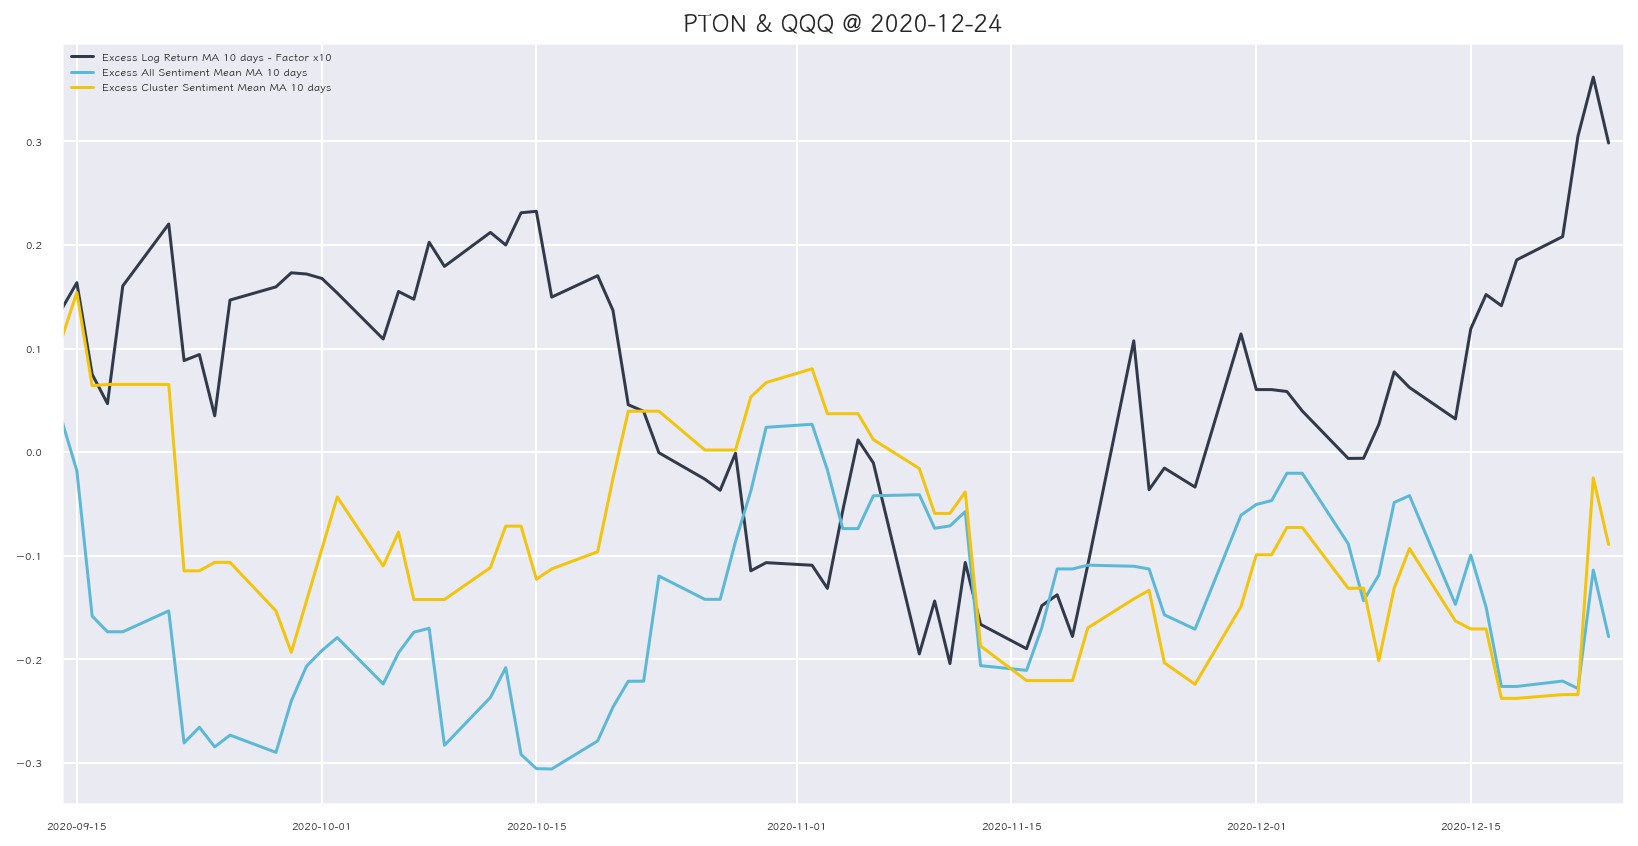 PTON & QQQ @ 2020-12-24
Excess Log Return MA 10 days - Factor x10
Excess All Sentiment Mean MA 10 days
Excess Cluster Sentiment Mean MA 10 days
0.3
0.2
0.1
0.0
−0.1
−0.2
−0.3
2020-09-15 2020-10-01 2020-10-15 2020-11-01 2020-11-15 2020-12-01 2020-12-15